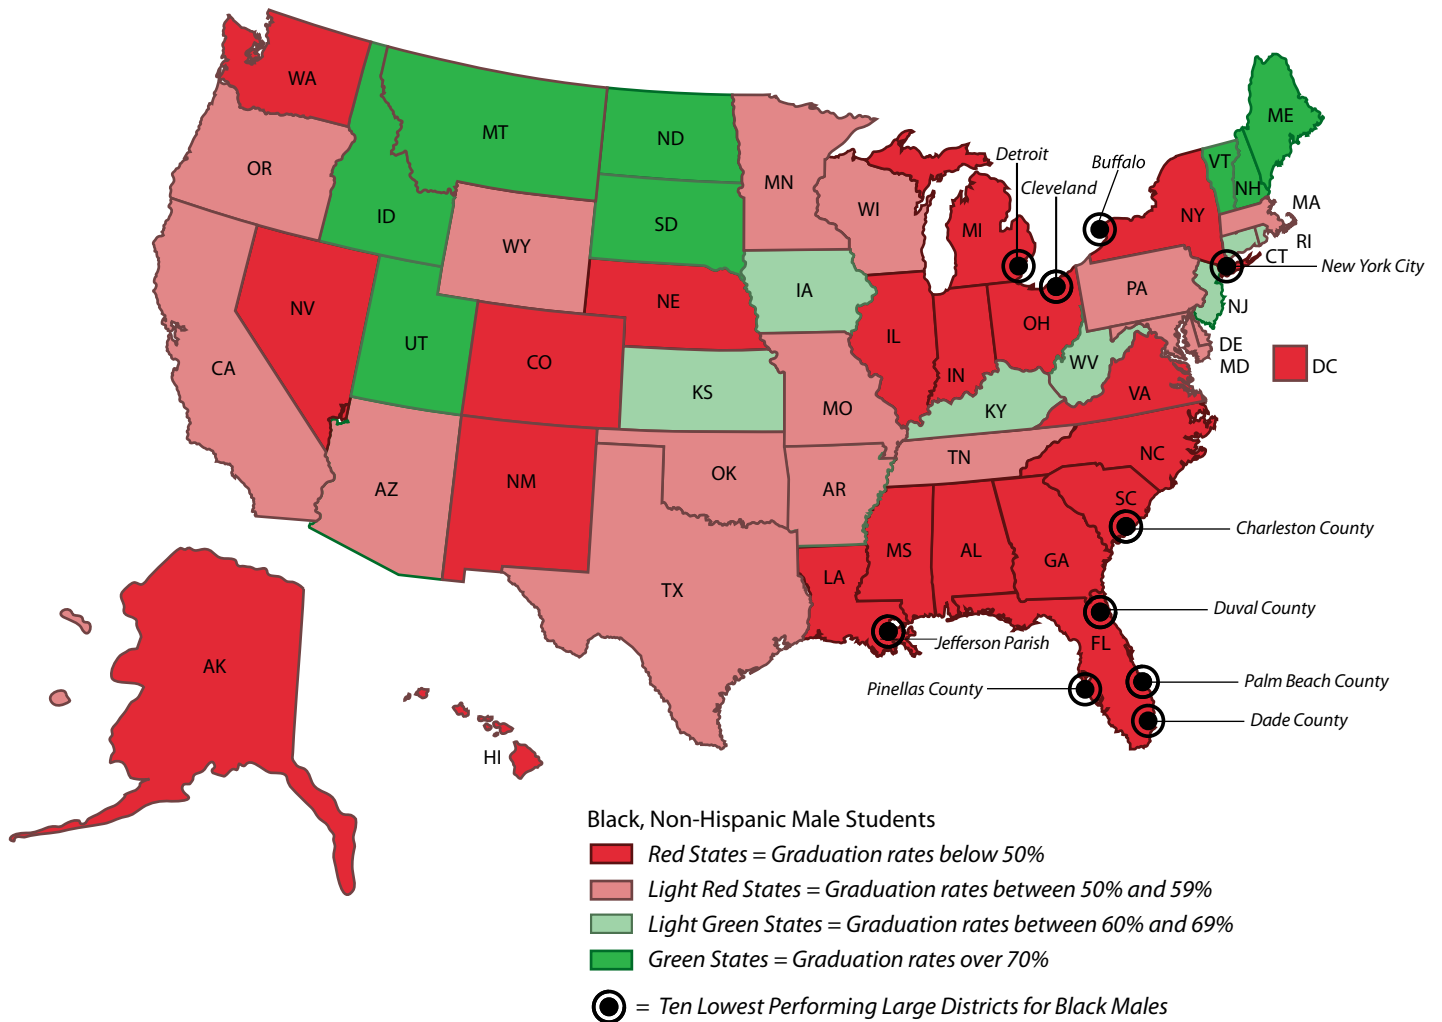 WA
ME
MT
ND
Detroit
Buffalo
VT
OR
MN
Cleveland
NH
MA
ID
SD
WI
MI
NY
RI
WY
CT
New York City
NE
IA
PA
NV
NJ
UT
IL
OH
DE
CO
IN
WV
MD
DC
CA
KS
MO
KY
VA
TN
NC
AZ
NM
OK
AR
SC
Charleston County
MS
AL
GA
TX
LA
Duval County
FL
Jefferson Parish
AK
Pinellas County
Palm Beach County
Dade County
HI
Black, Non-Hispanic Male Students
Red States = Graduation rates below 50%
Light Red States = Graduation rates between 50% and 59%
Light Green States = Graduation rates between 60% and 69%
Green States = Graduation rates over 70%
= Ten Lowest Performing Large Districts for Black Males